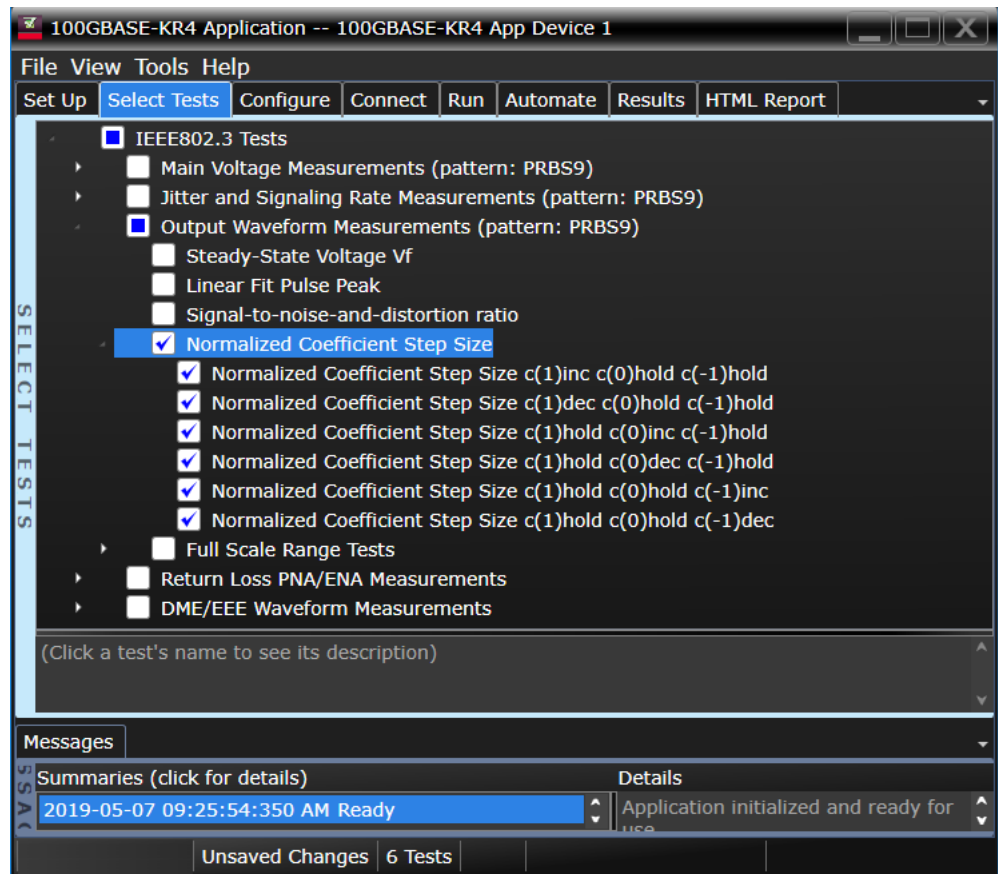 100GBASE-KR4 Application -- 100GBASE-KR4 App Device 1
File View Tools Help
Set Up Select Tests Configure Connect Run Automate Results HTML Report
SELECT TESTS
IEEE802.3 Tests
Main Voltage Measurements (pattern: PRBS9)
Jitter and Signaling Rate Measurements (pattern: PRBS9)
Output Waveform Measurements (pattern: PRBS9)
Steady-State Voltage Vf
Linear Fit Pulse Peak
Signal-to-noise-and-distortion ratio
Normalized Coefficient Step Size
Normalized Coefficient Step Size c(1)inc c(0)hold c(-1)hold
Normalized Coefficient Step Size c(1)dec c(0)hold c(-1)hold
Normalized Coefficient Step Size c(1)hold c(0)inc c(-1)hold
Normalized Coefficient Step Size c(1)hold c(0)dec c(-1)hold
Normalized Coefficient Step Size c(1)hold c(0)hold c(-1)inc
Normalized Coefficient Step Size c(1)hold c(0)hold c(-1)dec
Full Scale Range Tests
Return Loss PNA/ENA Measurements
DME/EEE Waveform Measurements
(Click a test's name to see its description)
Messages
Summaries (click for details) Details
2019-05-07 09:25:54:350 AM Ready Application initialized and ready for
use
Unsaved Changes 6 Tests